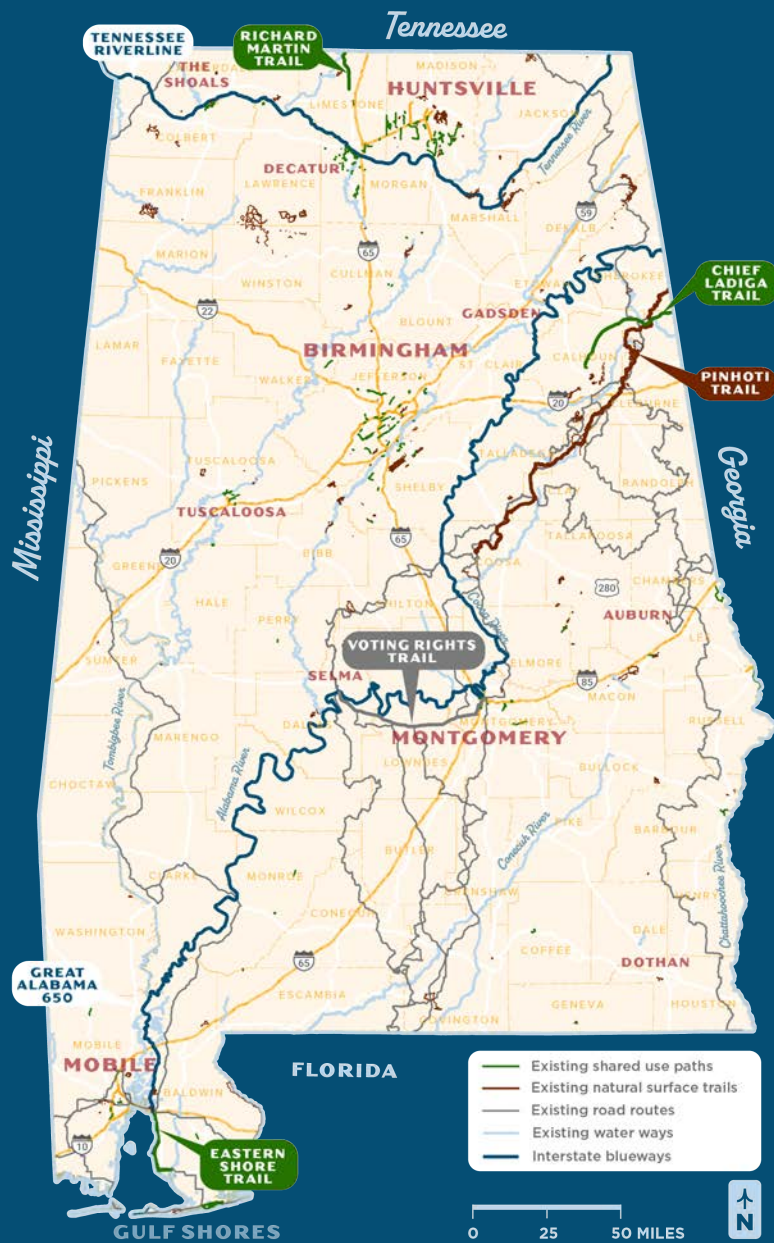 Tennessee
TENNESSEE
RIVERLINE
RICHARD
MARTIN
TRAIL
THE
SHOALS
MADISON
HUNTSVILLE
LIMESTONE
JACKSON
COLBERT
Tennessee River
DECATUR
LAWRENCE
MORGAN
FRANKLIN
59
MARSHALL
DEKALB
65
MARION
CULLMAN
CHEROKEE
CHIEF
LADIGA
TRAIL
WINSTON
ETOWAH
22
GADSDEN
BLOUNT
LAMAR
BIRMINGHAM
CALHOUN
FAYETTE
ST CLAIR
WALKER
JEFFERSON
PINHOTI
TRAIL
20
CLEBURNE
Mississippi
Georgia
TALLADEGA
TUSCALOOSA
PICKENS
SHELBY
CLAY
RANDOLPH
TUSCALOOSA
65
TALLAPOOSA
20
BIBB
GREENE
COOSA
CHAMBERS
280
HALE
CHILTON
Coosa River
PERRY
AUBURN
VOTING RIGHTS
TRAIL
LEE
SUMTER
ELMORE
SELMA
85
MACON
Tombigbee River
DALLAS
MONTGOMERY
RUSSELL
MARENGO
MONTGOMERY
LOWNDES
BULLOCK
Alabama River
CHOCTAW
WILCOX
PIKE
Conecuh River
BARBOUR
BUTLER
CLARKE
MONROE
CRENSHAW
HENRY
Chattahoochee River
CONECUH
WASHINGTON
DALE
COFFEE
65
DOTHAN
GREAT
ALABAMA
650
ESCAMBIA
GENEVA
HOUSTON
COVINGTON
MOBILE
MOBILE
FLORIDA
BALDWIN
10
EASTERN
SHORE
TRAIL
GULF SHORES
Existing shared use paths
Existing natural surface trails
Existing road routes
Existing water ways
Interstate blueways
0 25 50 MILES
N